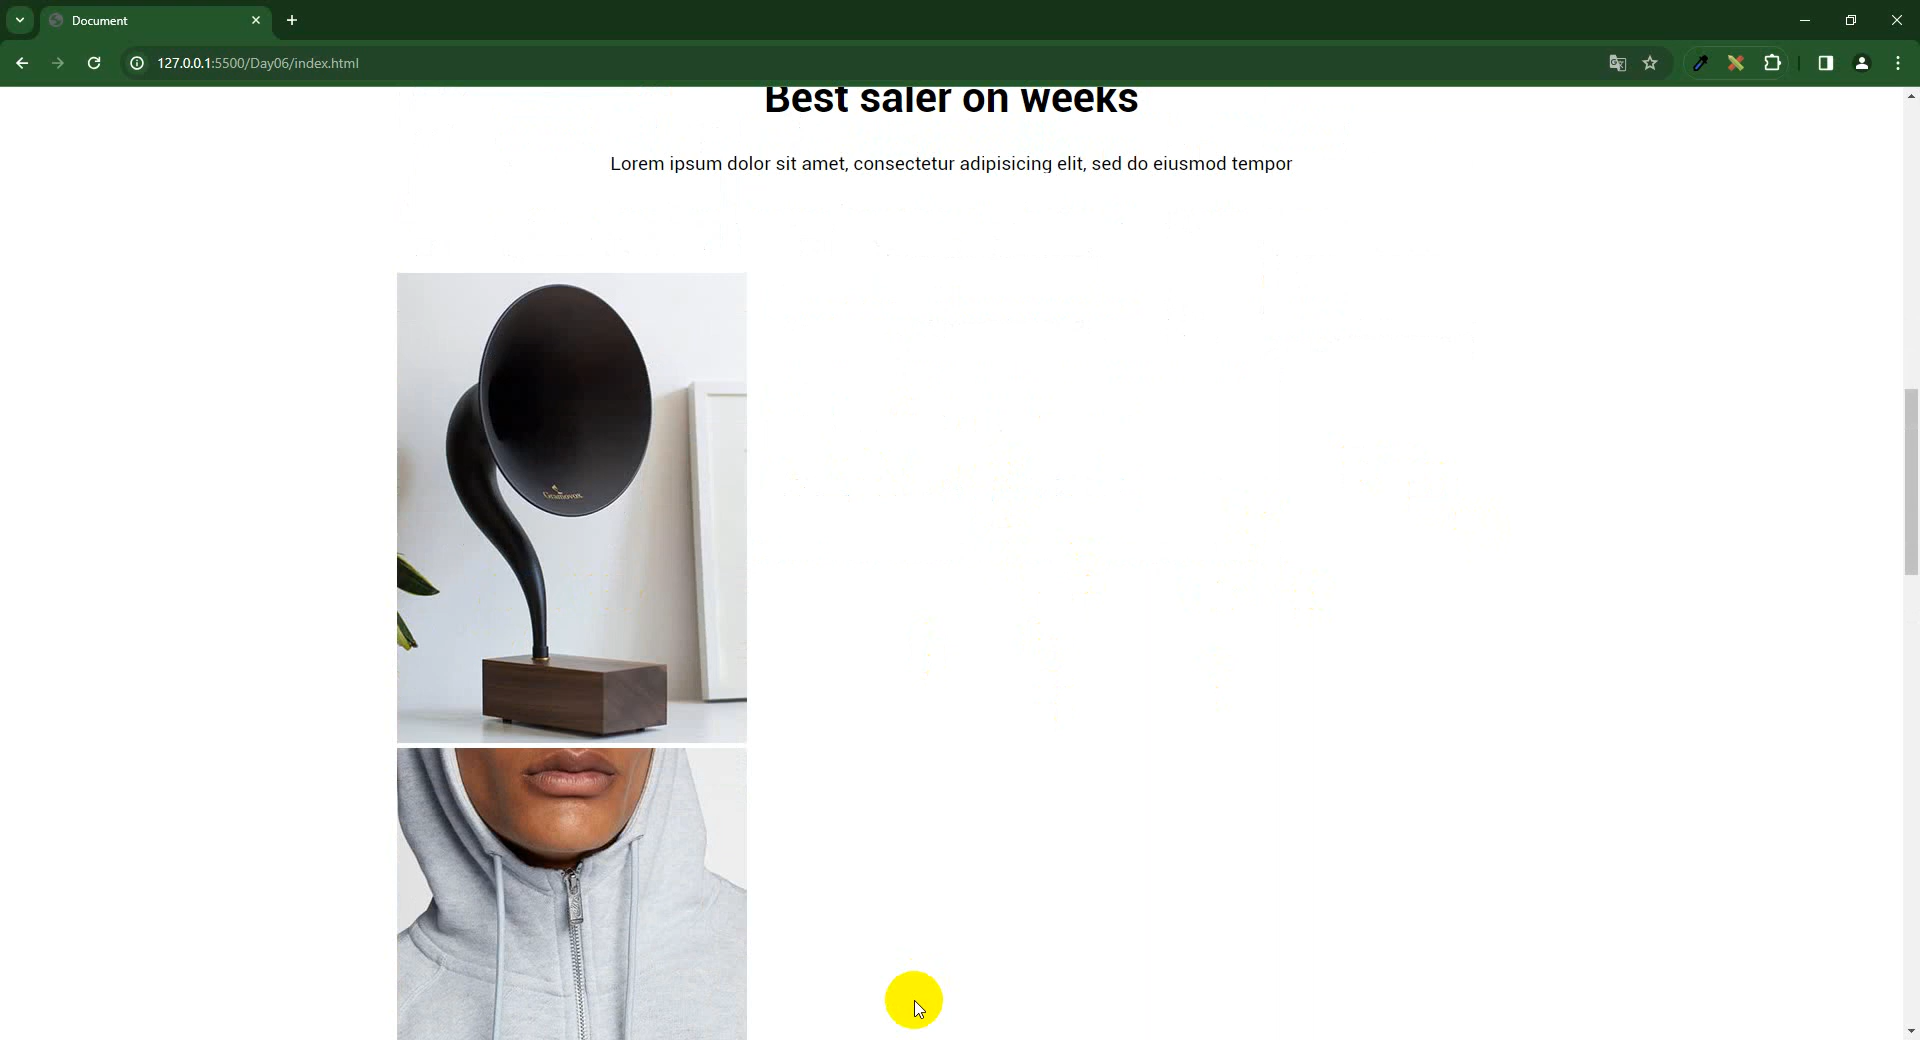 Document
127.0.0.1:5500/Day06/index.html
Best saler on weeks
Lorem ipsum dolor sit amet, consectetur adipisicing elit, sed do eiusmod tempor
Gramovox